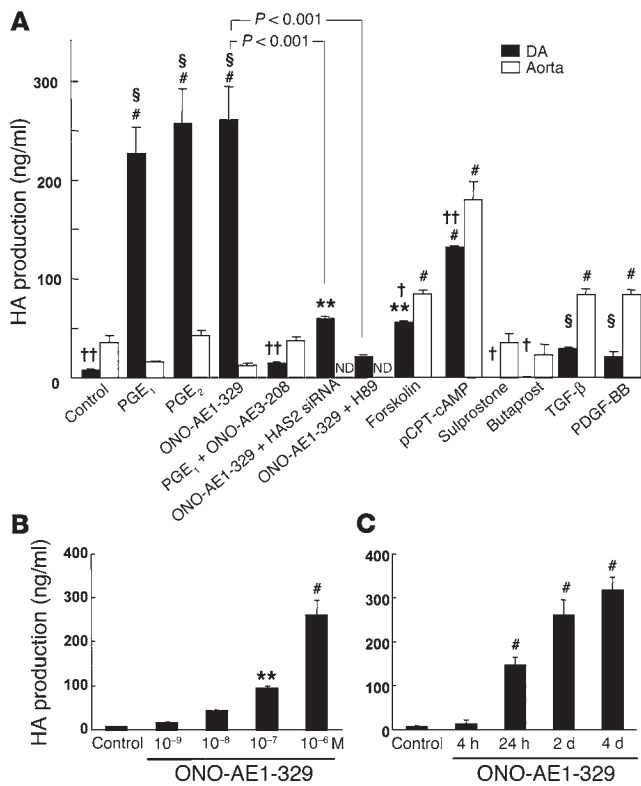 A
P < 0.001
P < 0.001
DA
Aorta
HA production (ng/ml)
300
200
100
0
†† § # § # § # †† ** ND ND † ** # †† # # † † § # § #
Control PGE1 PGE2 ONO-AE1-329 PGE1 + ONO-AE3-208 ONO-AE1-329 + HAS2 siRNA ONO-AE1-329 + H89 Forskolin pCPT-cAMP Sulprostone Butaprost TGF-β PDGF-BB
B
HA production (ng/ml)
400
300
200
100
0
** #
Control 10–9 10–8 10–7 10–6 M
ONO-AE1-329
C
400
300
200
100
0
# # #
Control 4 h 24 h 2 d 4 d
ONO-AE1-329